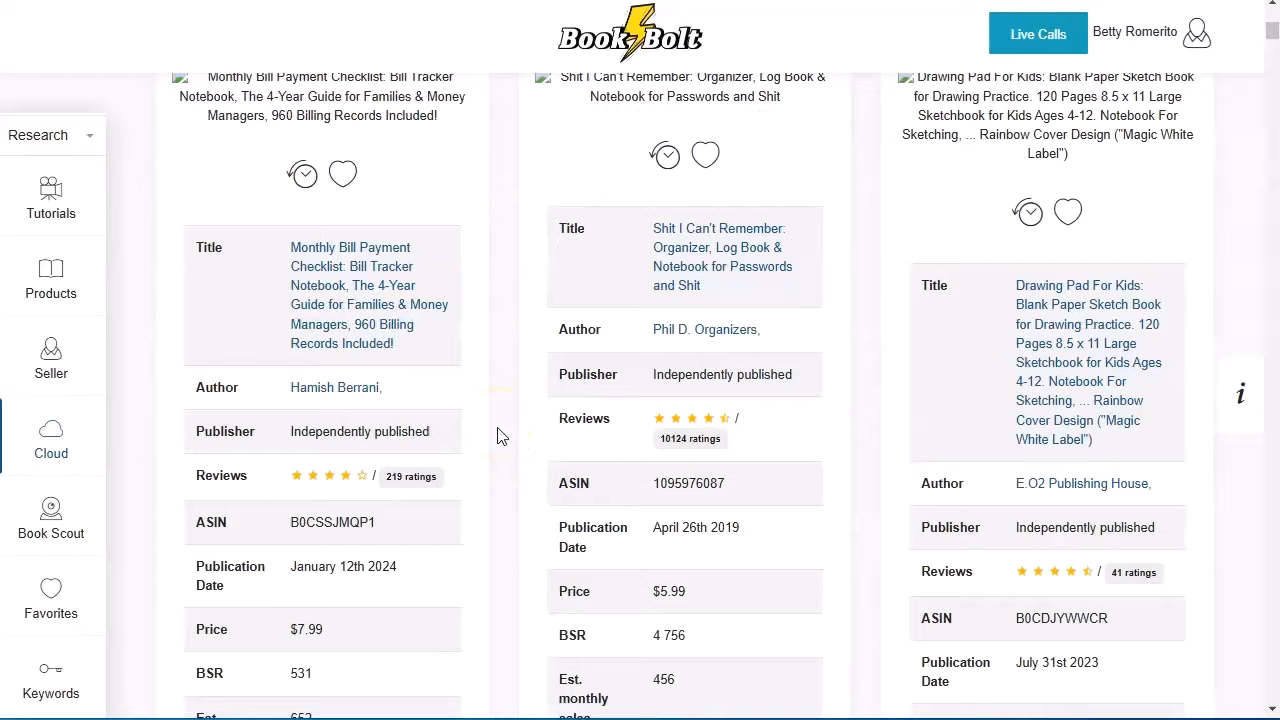 Book Bolt
Live Calls
Betty Romerito
Research
Tutorials
Products
Seller
Cloud
Book Scout
Favorites
Keywords
Monthly Bill Payment Checklist: Bill Tracker
Notebook, The 4-Year Guide for Families & Money
Managers, 960 Billing Records Included!
Title
Monthly Bill Payment
Checklist: Bill Tracker
Notebook, The 4-Year
Guide for Families & Money
Managers, 960 Billing
Records Included!
Author
Hamish Berrani,
Publisher
Independently published
Reviews
/ 219 ratings
ASIN
B0CSSJMQP1
Publication
Date
January 12th 2024
Price
$7.99
BSR
531
Est.
652
Shit I Can't Remember: Organizer, Log Book &
Notebook for Passwords and Shit
Title
Shit I Can't Remember:
Organizer, Log Book &
Notebook for Passwords
and Shit
Author
Phil D. Organizers,
Publisher
Independently published
Reviews
/
10124 ratings
ASIN
1095976087
Publication
Date
April 26th 2019
Price
$5.99
BSR
4 756
Est.
monthly
sales
456
Drawing Pad For Kids: Blank Paper Sketch Book
for Drawing Practice. 120 Pages 8.5 x 11 Large
Sketchbook for Kids Ages 4-12. Notebook For
Sketching, ... Rainbow Cover Design ("Magic White
Label")
Title
Drawing Pad For Kids:
Blank Paper Sketch Book
for Drawing Practice. 120
Pages 8.5 x 11 Large
Sketchbook for Kids Ages
4-12. Notebook For
Sketching, ... Rainbow
Cover Design ("Magic
White Label")
Author
E.O2 Publishing House,
Publisher
Independently published
Reviews
/ 41 ratings
ASIN
B0CDJYWWCR
Publication
Date
July 31st 2023
i